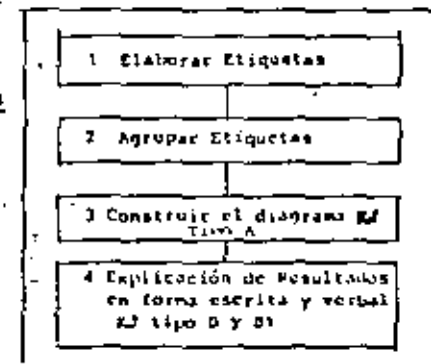 1 Elaborar Etiquetas
2 Agrupar Etiquetas
3 Construir el diagrama KJ
Tipo A
4 Explicación de Resultados
en forma escrita y verbal
KJ tipo B y